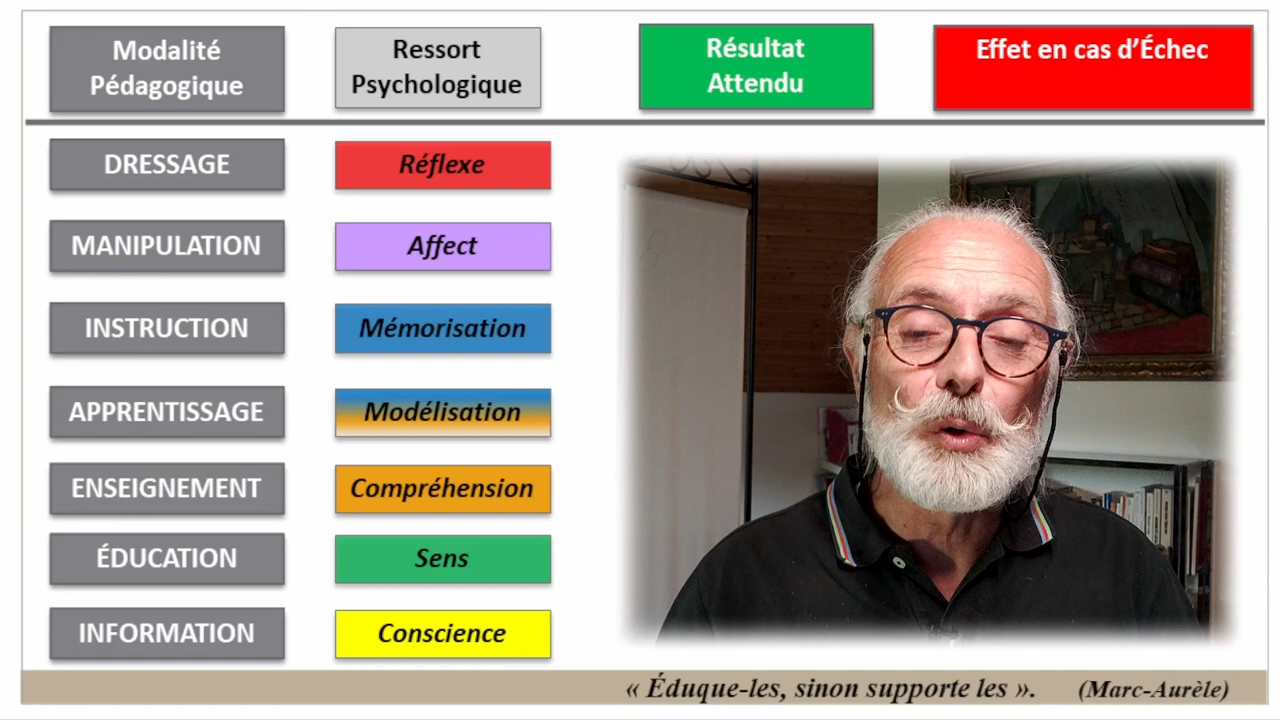 Modalité
Pédagogique
Ressort
Psychologique
Résultat
Attendu
Effet en cas d’Échec
DRESSAGE
Réflexe
MANIPULATION
Affect
INSTRUCTION
Mémorisation
APPRENTISSAGE
Modélisation
ENSEIGNEMENT
Compréhension
ÉDUCATION
Sens
INFORMATION
Conscience
« Éduque-les, sinon supporte les ». (Marc-Aurèle)